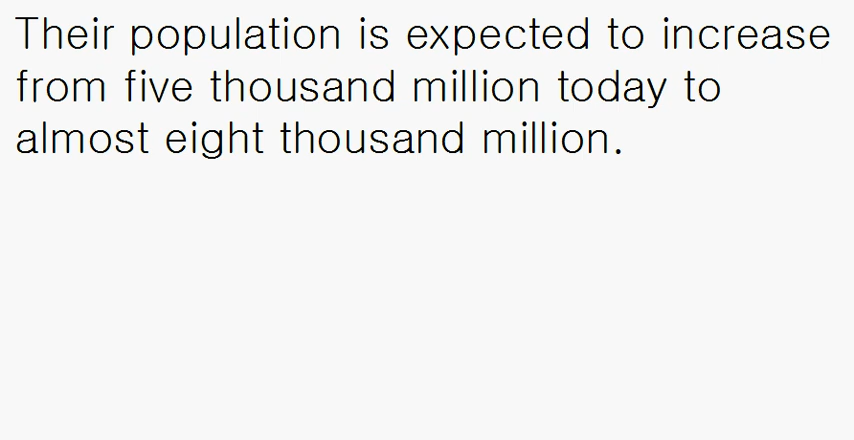 Their population is expected to increase
from five thousand million today to
almost eight thousand million.